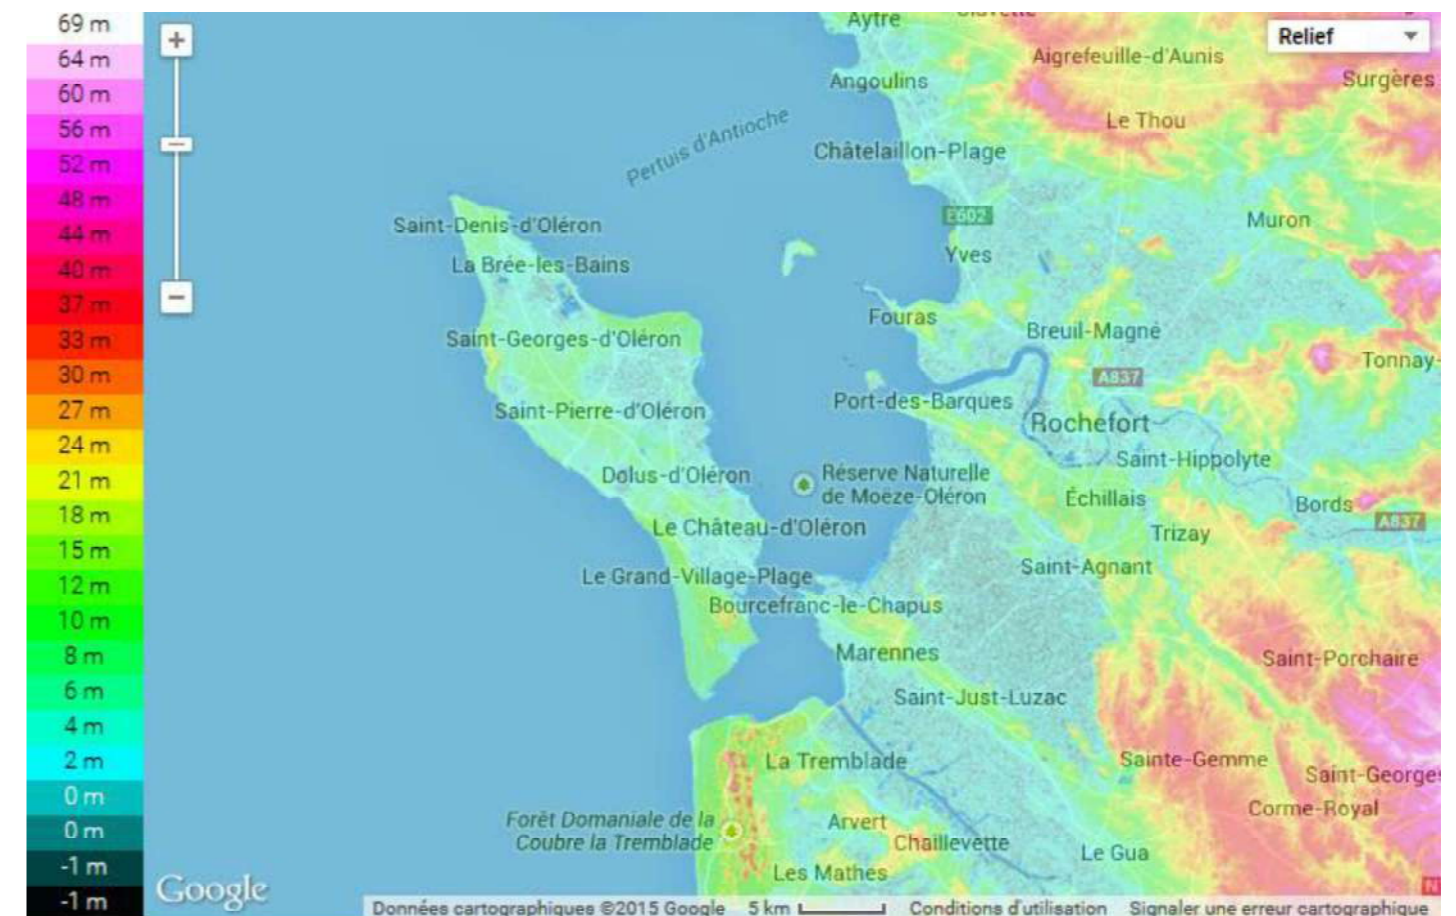 69 m
64 m
60 m
56 m
52 m
48 m
44 m
40 m
37 m
33 m
30 m
27 m
24 m
21 m
18 m
15 m
12 m
10 m
8 m
6 m
4 m
2 m
0 m
0 m
-1 m
-1 m
+
−
Relief
Aytre
Aigrefeuille-d'Aunis
Angoulins
Surgères
Pertuis d'Antioche
Le Thou
Châtelaillon-Plage
E602
Muron
Saint-Denis-d'Oléron
Yves
La Brée-les-Bains
Fouras
Breuil-Magné
Saint-Georges-d'Oléron
Tonnay-
A837
Port-des-Barques
Saint-Pierre-d'Oléron
Rochefort
Saint-Hippolyte
Dolus-d'Oléron
Réserve Naturelle
de Moëze-Oléron
Échillais
Bords
A837
Le Château-d'Oléron
Trizay
Saint-Agnant
Le Grand-Village-Plage
Bourcefranc-le-Chapus
Marennes
Saint-Porchaire
Saint-Just-Luzac
La Tremblade
Sainte-Gemme
Saint-Georges
Corme-Royal
Forêt Domaniale de la
Coubre la Tremblade
Arvert
Chaillevette
Le Gua
Les Mathes
N
Google
Données cartographiques ©2015 Google
5 km
Conditions d'utilisation
Signaler une erreur cartographique